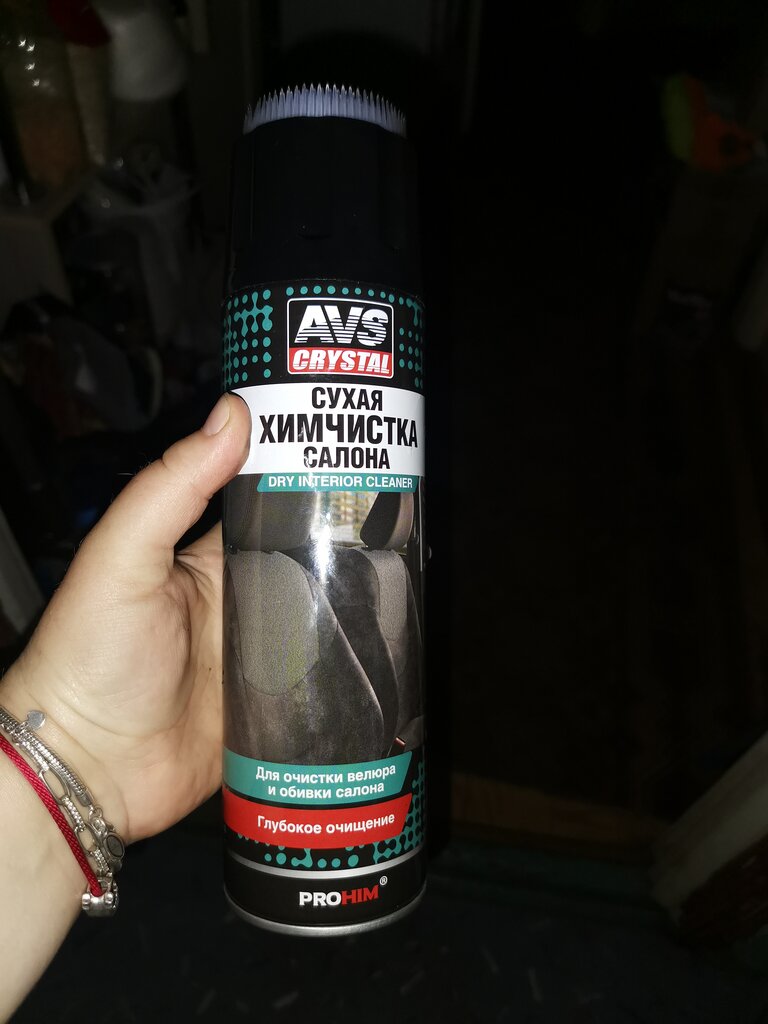 AVS
CRYSTAL
СУХАЯ
ХИМЧИСТКА
САЛОНА
DRY INTERIOR CLEANER
Для очистки велюра
и обивки салона
Глубокое очищение
PROHIM®